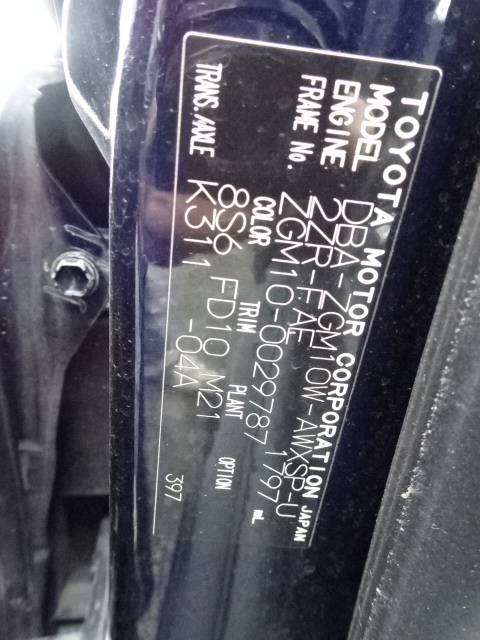 TOYOTA MOTOR CORPORATION JAPAN
MODEL DBA-ZGM10W-AWXSP-U
ENGINE 2ZR-FAE 1797 mL
FRAME No. ZGM10-0029787
COLOR TRIM PLANT OPTION
8S6 FD10 M21
TRANS./AXLE K311 -04A 397